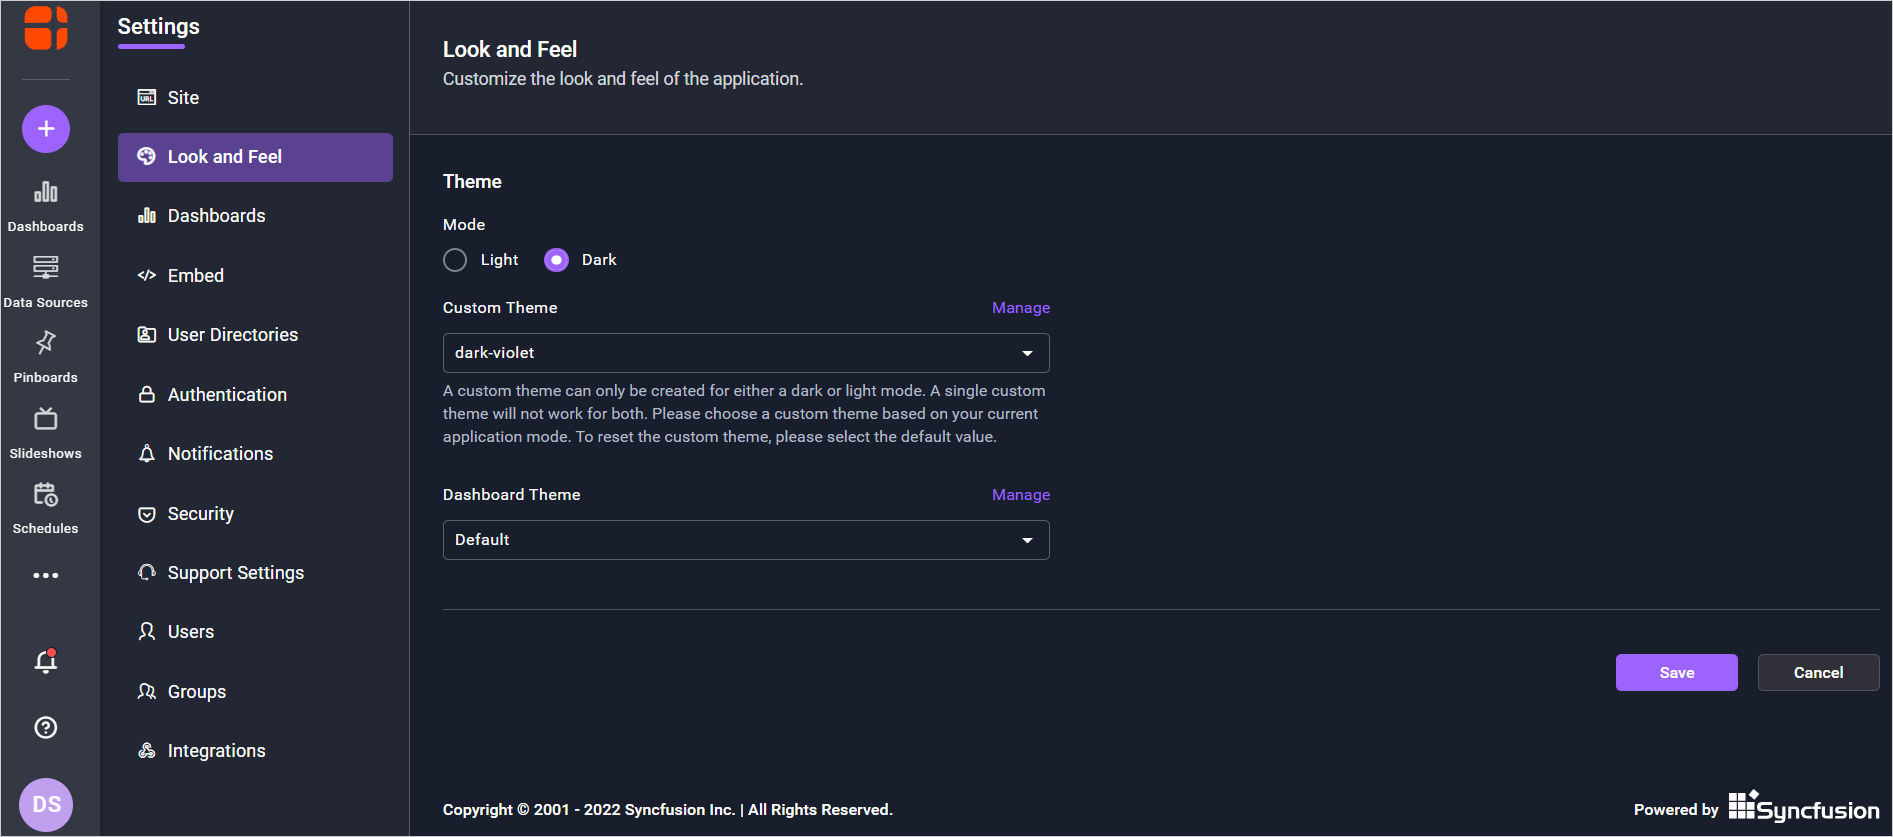 Dashboards
Data Sources
Pinboards
Slideshows
Schedules
DS
Settings
URL
Site
Look and Feel
Dashboards
Embed
User Directories
Authentication
Notifications
Security
Support Settings
Users
Groups
Integrations
Look and Feel
Customize the look and feel of the application.
Theme
Mode
Light
Dark
Custom Theme
Manage
dark-violet
A custom theme can only be created for either a dark or light mode. A single custom
theme will not work for both. Please choose a custom theme based on your current
application mode. To reset the custom theme, please select the default value.
Dashboard Theme
Manage
Default
Save
Cancel
Copyright © 2001 - 2022 Syncfusion Inc. | All Rights Reserved.
Powered by Syncfusion